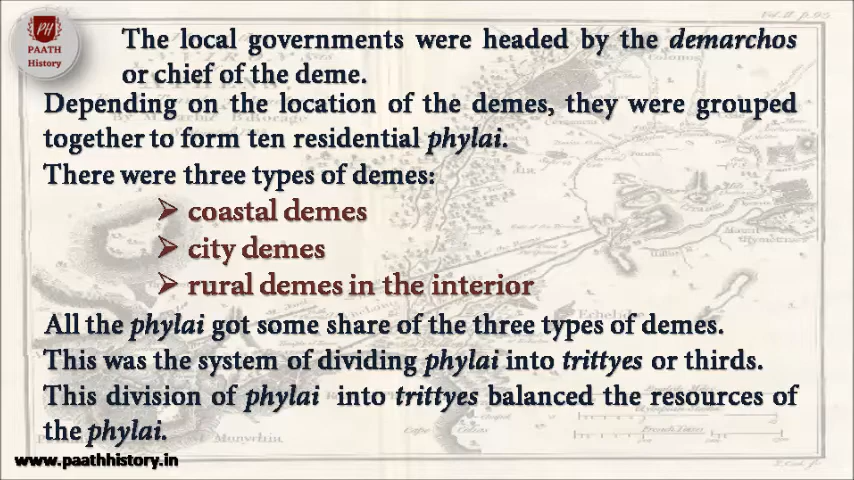 PH
PAATH
History
The local governments were headed by the demarchos
or chief of the deme.
Depending on the location of the demes, they were grouped
together to form ten residential phylai.
There were three types of demes:
➢ coastal demes
➢ city demes
➢ rural demes in the interior
All the phylai got some share of the three types of demes.
This was the system of dividing phylai into trittyes or thirds.
This division of phylai into trittyes balanced the resources of
the phylai.
Munychia
www.paathhistory.in